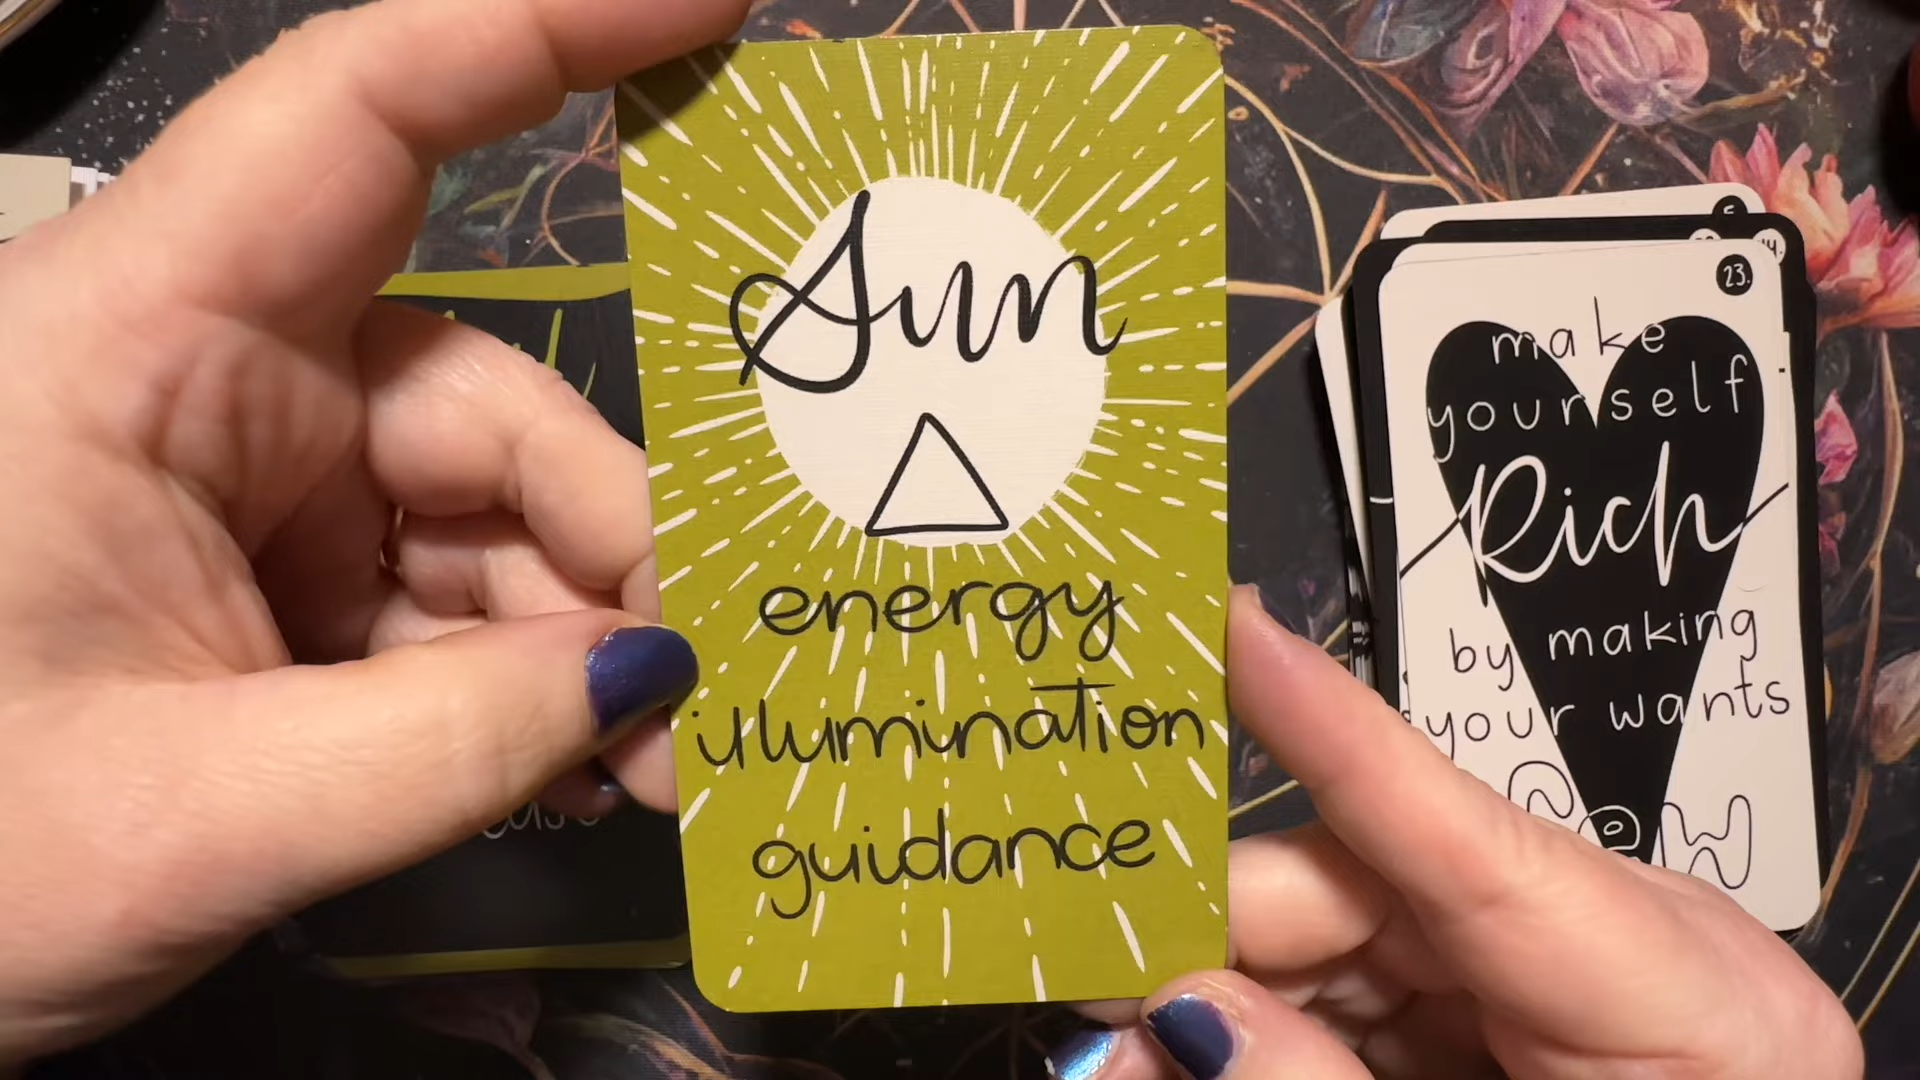 Sun
energy
illumination
guidance
23.
make
yourself
Rich
by making
your wants